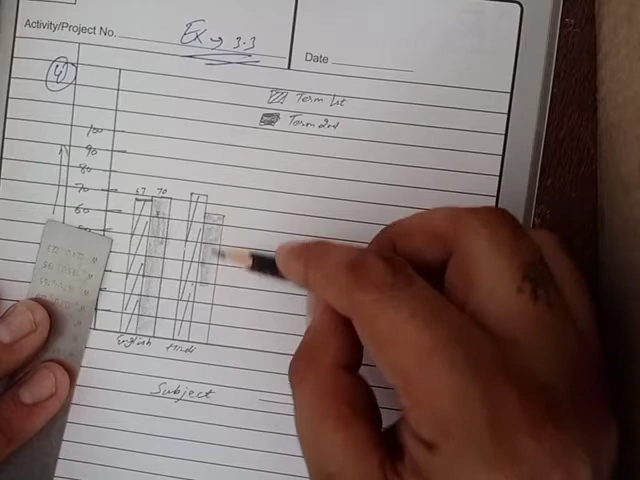 Activity/Project No.
Ex → 3.3
Date
4)
Term 1st
Term 2nd
100
90
80
70
60
67 70
English Hindi
Subject